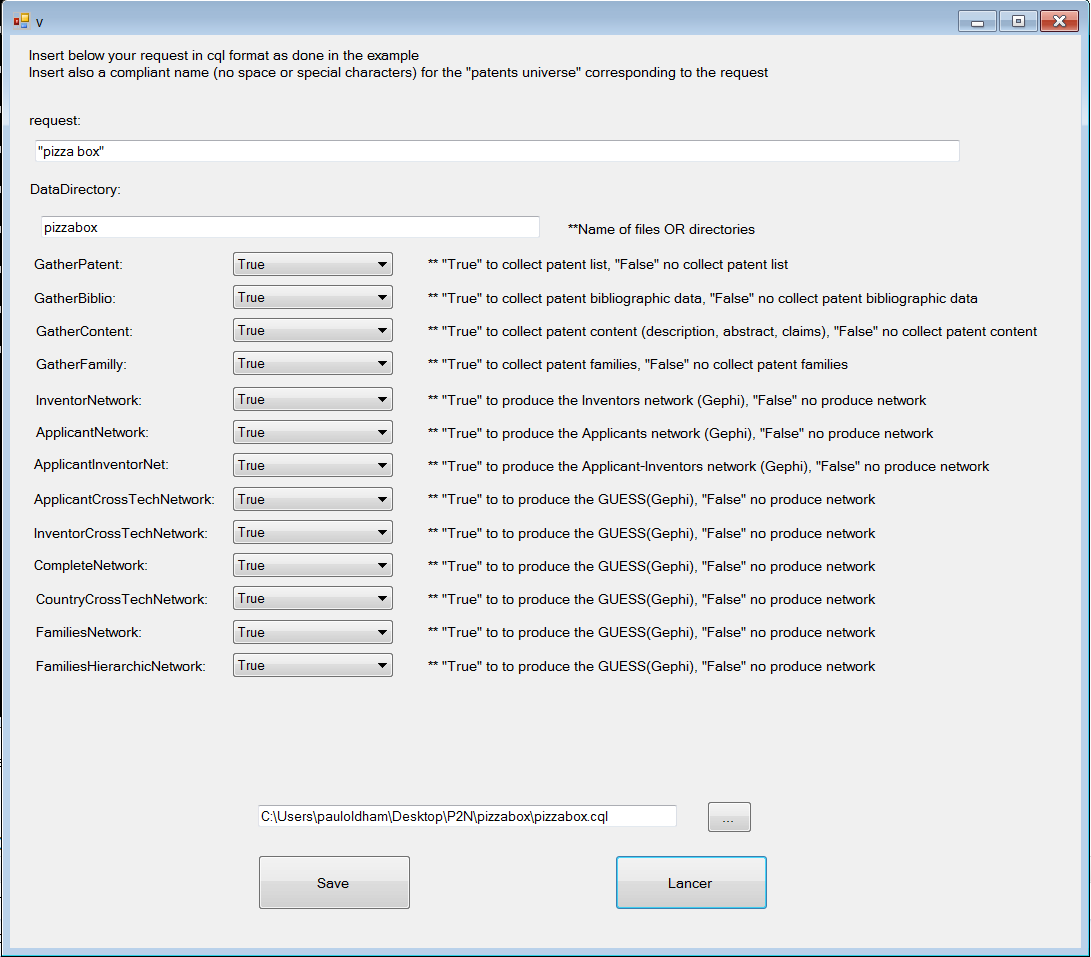 v
Insert below your request in cql format as done in the example
Insert also a compliant name (no space or special characters) for the "patents universe" corresponding to the request
request:
"pizza box"
DataDirectory:
pizzabox **Name of files OR directories
GatherPatent: True ** "True" to collect patent list, "False" no collect patent list
GatherBiblio: True ** "True" to collect patent bibliographic data, "False" no collect patent bibliographic data
GatherContent: True ** "True" to collect patent content (description, abstract, claims), "False" no collect patent content
GatherFamilly: True ** "True" to collect patent families, "False" no collect patent families
InventorNetwork: True ** "True" to produce the Inventors network (Gephi), "False" no produce network
ApplicantNetwork: True ** "True" to produce the Applicants network (Gephi), "False" no produce network
ApplicantInventorNet: True ** "True" to produce the Applicant-Inventors network (Gephi), "False" no produce network
ApplicantCrossTechNetwork: True ** "True" to to produce the GUESS(Gephi), "False" no produce network
InventorCrossTechNetwork: True ** "True" to to produce the GUESS(Gephi), "False" no produce network
CompleteNetwork: True ** "True" to to produce the GUESS(Gephi), "False" no produce network
CountryCrossTechNetwork: True ** "True" to to produce the GUESS(Gephi), "False" no produce network
FamiliesNetwork: True ** "True" to to produce the GUESS(Gephi), "False" no produce network
FamiliesHierarchicNetwork: True ** "True" to to produce the GUESS(Gephi), "False" no produce network
C:\Users\pauloldham\Desktop\P2N\pizzabox\pizzabox.cql ...
Save Lancer